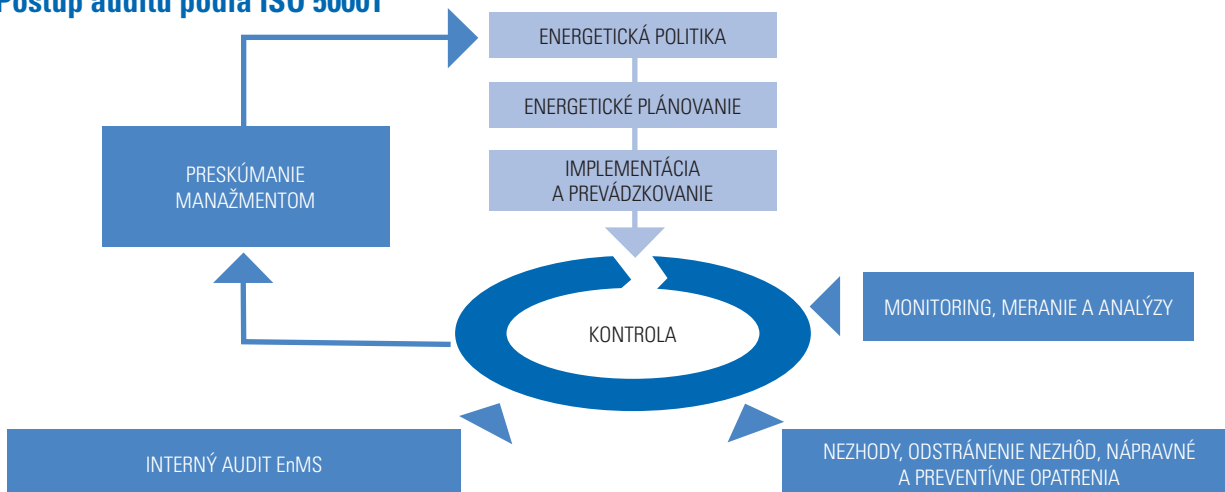 Postup auditu podľa ISO 50001
ENERGETICKÁ POLITIKA
ENERGETICKÉ PLÁNOVANIE
IMPLEMENTÁCIA
A PREVÁDZKOVANIE
PRESKÚMANIE
MANAŽMENTOM
KONTROLA
MONITORING, MERANIE A ANALÝZY
INTERNÝ AUDIT EnMS
NEZHODY, ODSTRÁNENIE NEZHÔD, NÁPRAVNÉ
A PREVENTÍVNE OPATRENIA